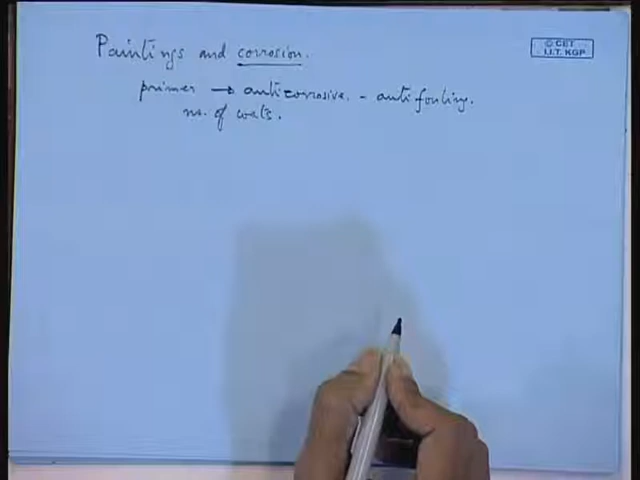 Paintings and corrosion.
© CET
I.I.T. KGP
primer → anticorrosive. - antifouling.
no. of coats.